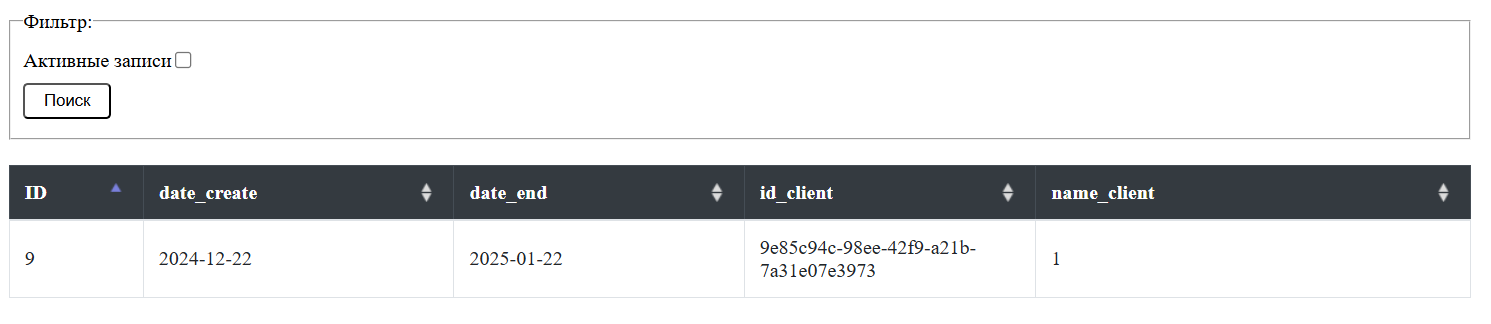 Фильтр:
Активные записи
Поиск
ID date_create date_end id_client name_client
9 2024-12-22 2025-01-22 9e85c94c-98ee-42f9-a21b-
7a31e07e3973 1